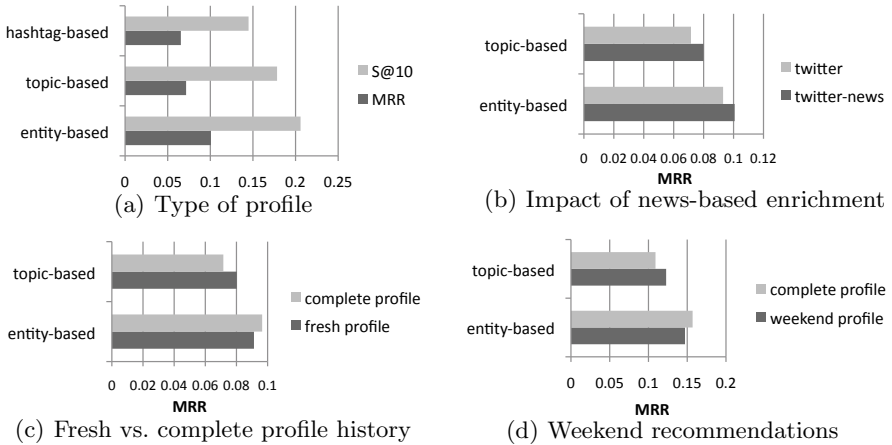 hashtag-based
topic-based
entity-based
S@10
MRR
0 0.05 0.1 0.15 0.2 0.25
(a) Type of profile
topic-based
entity-based
twitter
twitter-news
0 0.02 0.04 0.06 0.08 0.1 0.12
MRR
(b) Impact of news-based enrichment
topic-based
entity-based
complete profile
fresh profile
0 0.02 0.04 0.06 0.08 0.1
MRR
(c) Fresh vs. complete profile history
topic-based
entity-based
complete profile
weekend profile
0 0.05 0.1 0.15 0.2
MRR
(d) Weekend recommendations